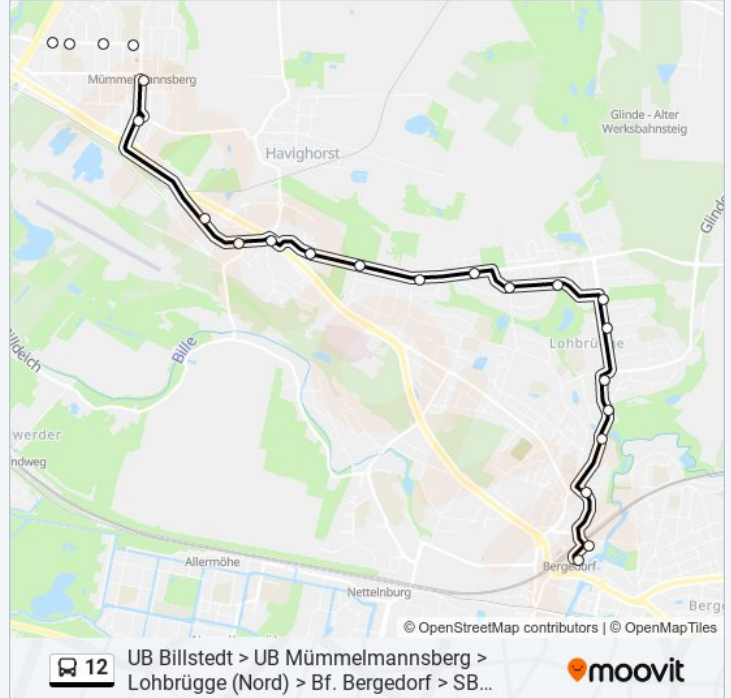 Mümmelmannsberg
Glinde - Alter
Werksbahnsteig
Havighorst
Glinde
Billdeich
Bille
Lohbrügge
werder
ndweg
Allermöhe
Bergedorf
Nettelnburg
Berge
© OpenStreetMap contributors | © OpenMapTiles
12
UB Billstedt > UB Mümmelmannsberg >
Lohbrügge (Nord) > Bf. Bergedorf > SB...
moovit